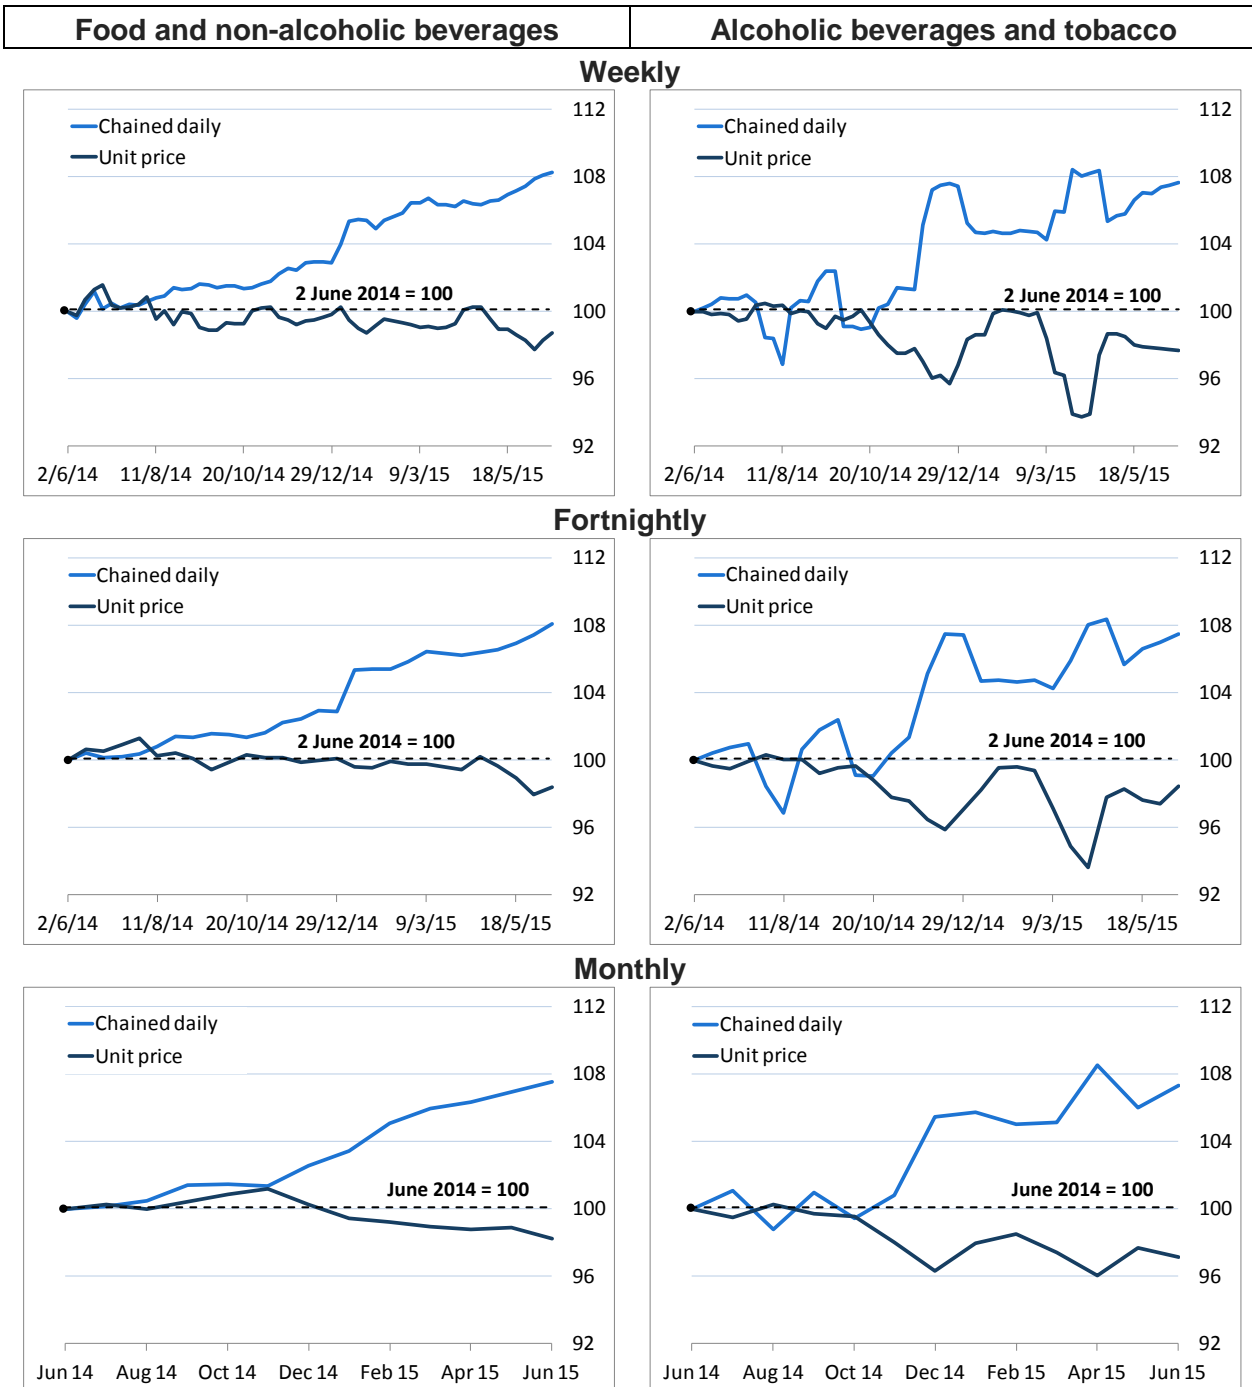 Food and non-alcoholic beverages
Alcoholic beverages and tobacco
Weekly
112
Chained daily
Unit price
108
104
2 June 2014 = 100
100
96
92
2/6/14 11/8/14 20/10/14 29/12/14 9/3/15 18/5/15
112
Chained daily
Unit price
108
104
2 June 2014 = 100
100
96
92
2/6/14 11/8/14 20/10/14 29/12/14 9/3/15 18/5/15
Fortnightly
112
Chained daily
Unit price
108
104
2 June 2014 = 100
100
96
92
2/6/14 11/8/14 20/10/14 29/12/14 9/3/15 18/5/15
112
Chained daily
Unit price
108
104
2 June 2014 = 100
100
96
92
2/6/14 11/8/14 20/10/14 29/12/14 9/3/15 18/5/15
Monthly
112
Chained daily
Unit price
108
104
June 2014 = 100
100
96
92
Jun 14 Aug 14 Oct 14 Dec 14 Feb 15 Apr 15 Jun 15
112
Chained daily
Unit price
108
104
June 2014 = 100
100
96
92
Jun 14 Aug 14 Oct 14 Dec 14 Feb 15 Apr 15 Jun 15